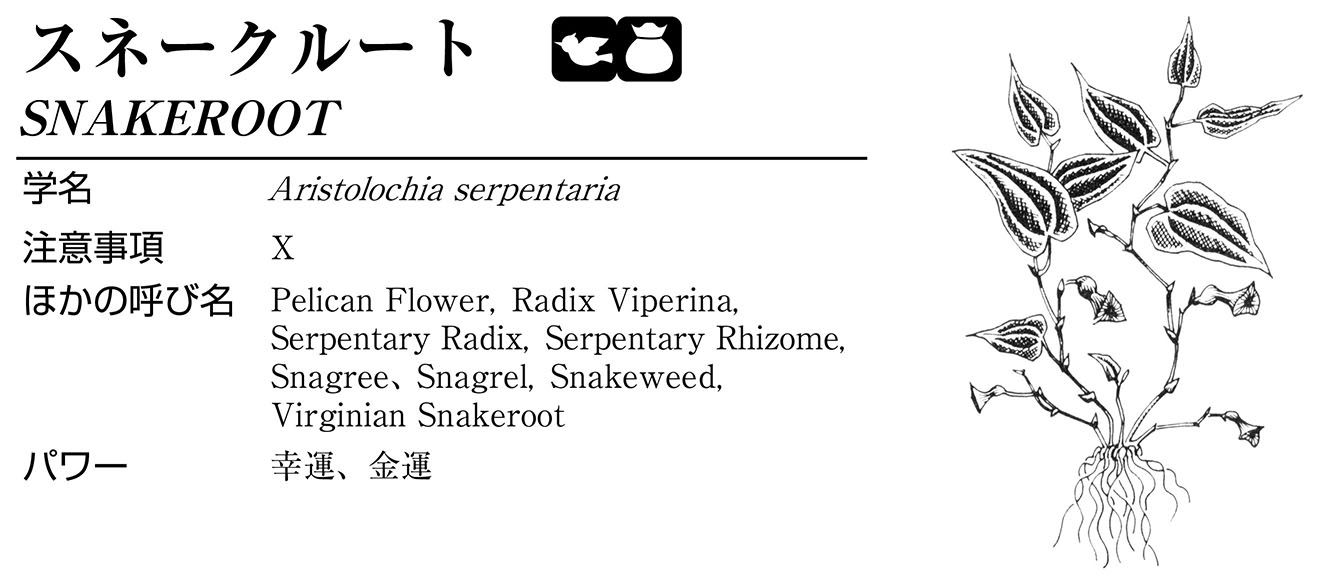 スネークルート
SNAKEROOT
学名 Aristolochia serpentaria
注意事項 X
ほかの呼び名 Pelican Flower, Radix Viperina,
Serpentary Radix, Serpentary Rhizome,
Snagree、Snagrel, Snakeweed,
Virginian Snakeroot
パワー 幸運、金運